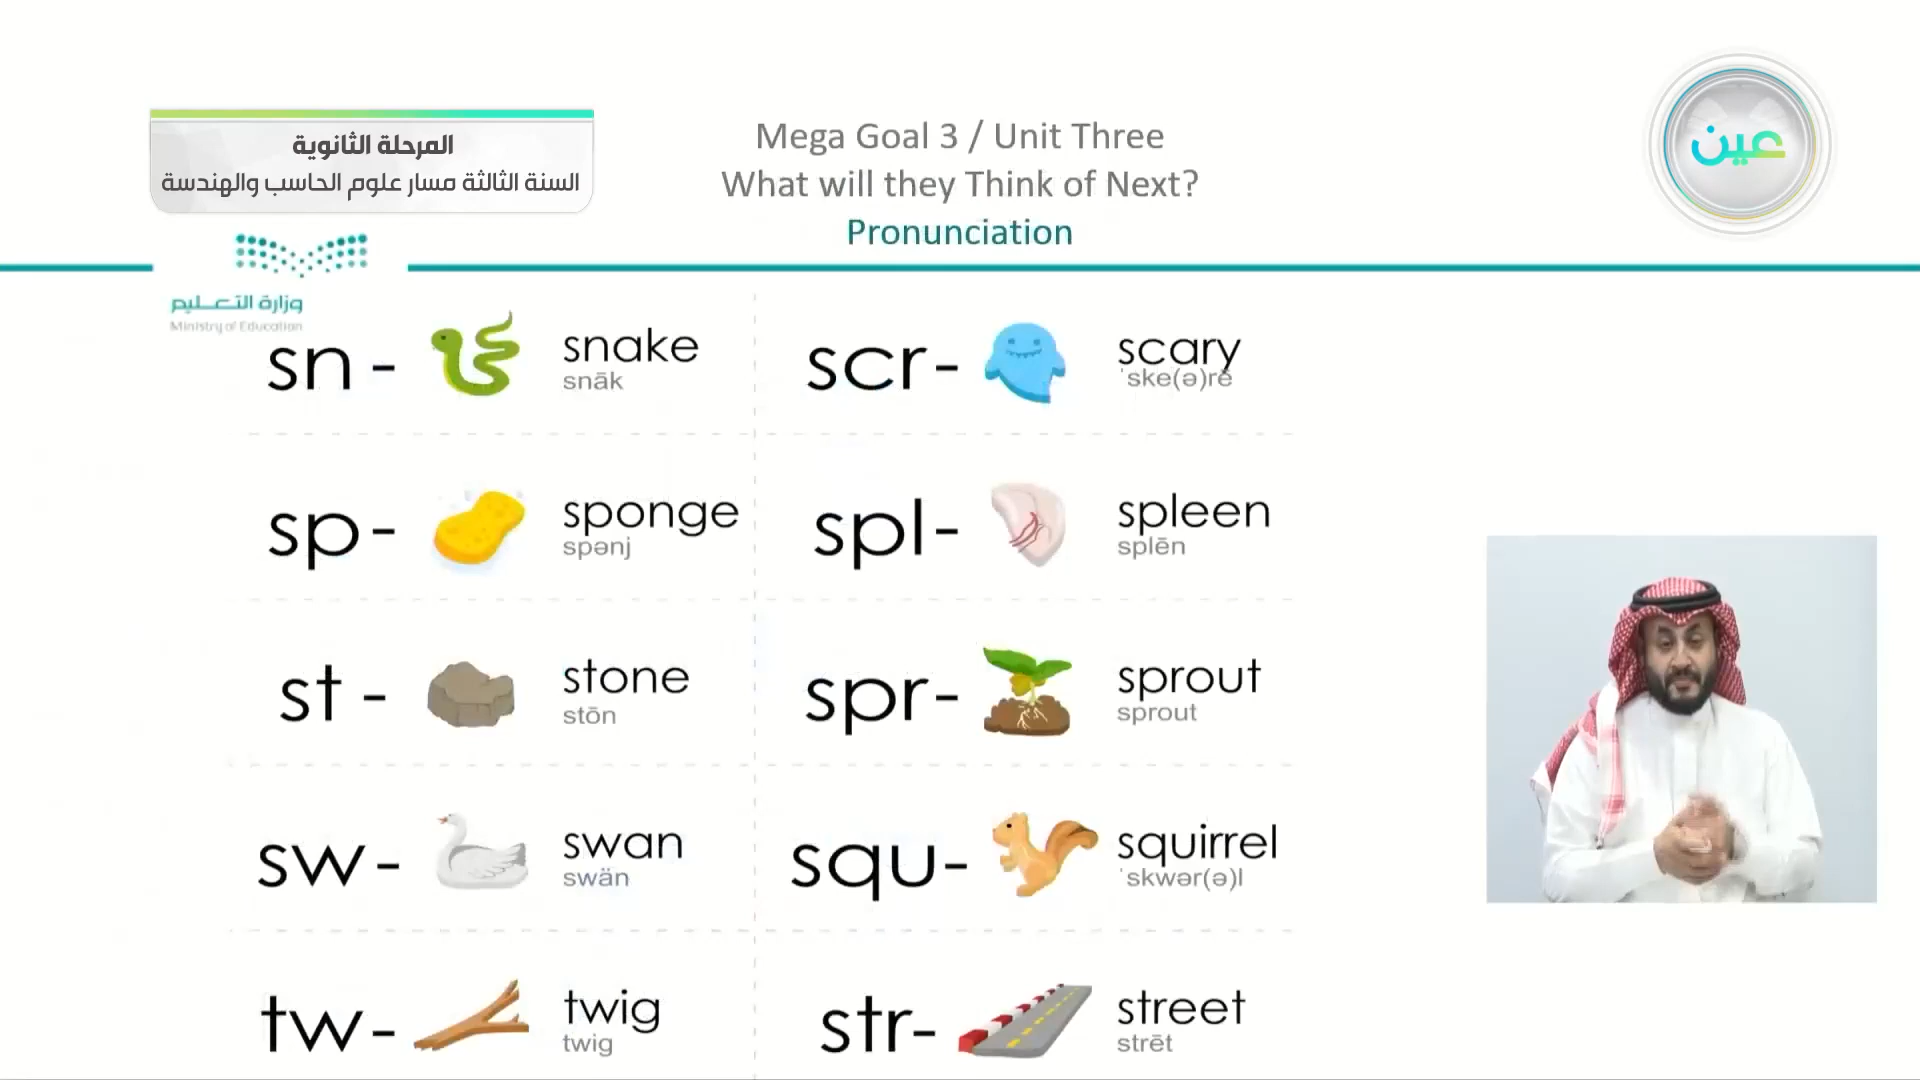 المرحلة الثانوية
السنة الثالثة مسار علوم الحاسب والهندسة
Mega Goal 3 / Unit Three
What will they Think of Next?
Pronunciation
عين
وزارة التعليم
Ministry of Education
sn - snake
snāk
scr- scary
ˈske(ə)rē
sp- sponge
spənj
spl- spleen
splēn
st - stone
stōn
spr- sprout
sprout
sw- swan
swän
squ- squirrel
ˈskwər(ə)l
tw- twig
twig
str- street
strēt